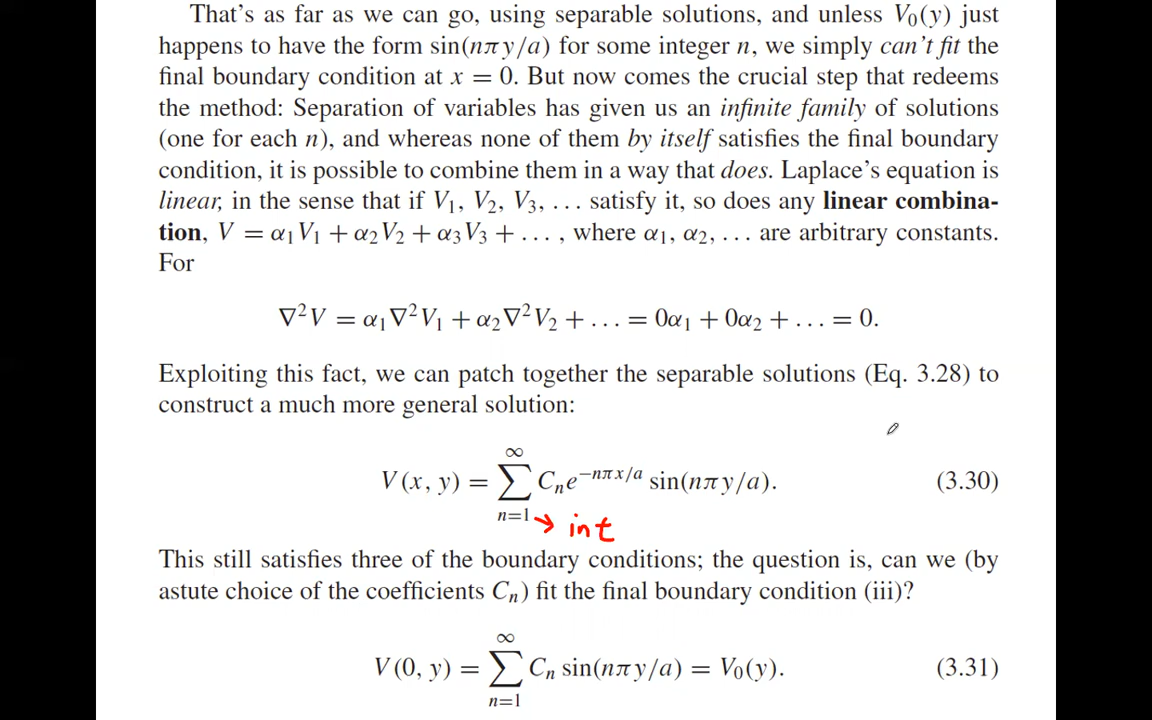 That's as far as we can go, using separable solutions, and unless V₀(y) just
happens to have the form sin(nπy/a) for some integer n, we simply can't fit the
final boundary condition at x = 0. But now comes the crucial step that redeems
the method: Separation of variables has given us an infinite family of solutions
(one for each n), and whereas none of them by itself satisfies the final boundary
condition, it is possible to combine them in a way that does. Laplace's equation is
linear, in the sense that if V₁, V₂, V₃, ... satisfy it, so does any linear combina-
tion, V = α₁V₁ + α₂V₂ + α₃V₃ + ... , where α₁, α₂, ... are arbitrary constants.
For
∇²V = α₁∇²V₁ + α₂∇²V₂ + ... = 0α₁ + 0α₂ + ... = 0.
Exploiting this fact, we can patch together the separable solutions (Eq. 3.28) to
construct a much more general solution:
V(x, y) = ∑_{n=1}^{∞} Cₙe^{−nπx/a} sin(nπy/a). (3.30)
→ int
This still satisfies three of the boundary conditions; the question is, can we (by
astute choice of the coefficients Cₙ) fit the final boundary condition (iii)?
V(0, y) = ∑_{n=1}^{∞} Cₙ sin(nπy/a) = V₀(y). (3.31)